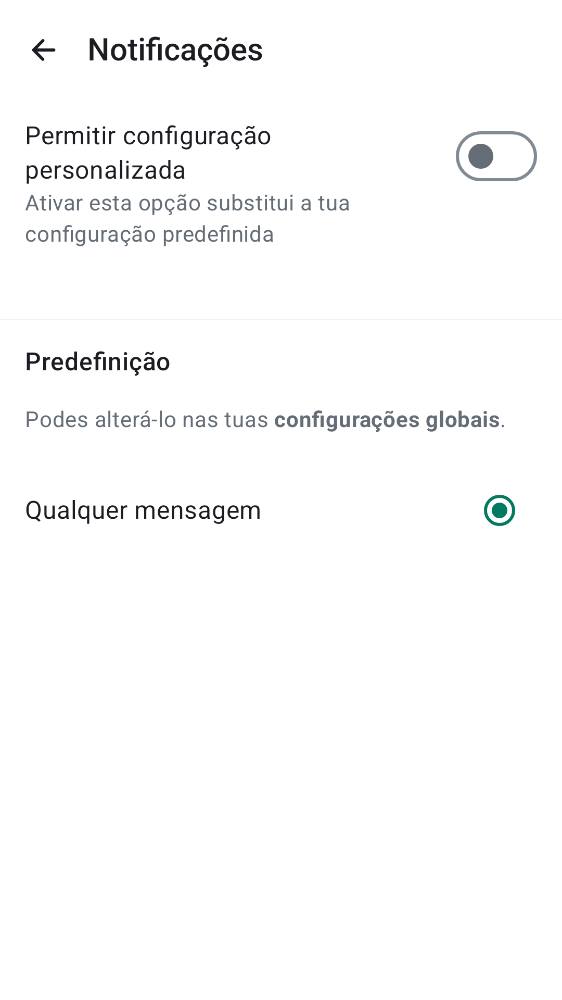 Notificações
Permitir configuração
personalizada
Ativar esta opção substitui a tua
configuração predefinida
Predefinição
Podes alterá-lo nas tuas configurações globais.
Qualquer mensagem